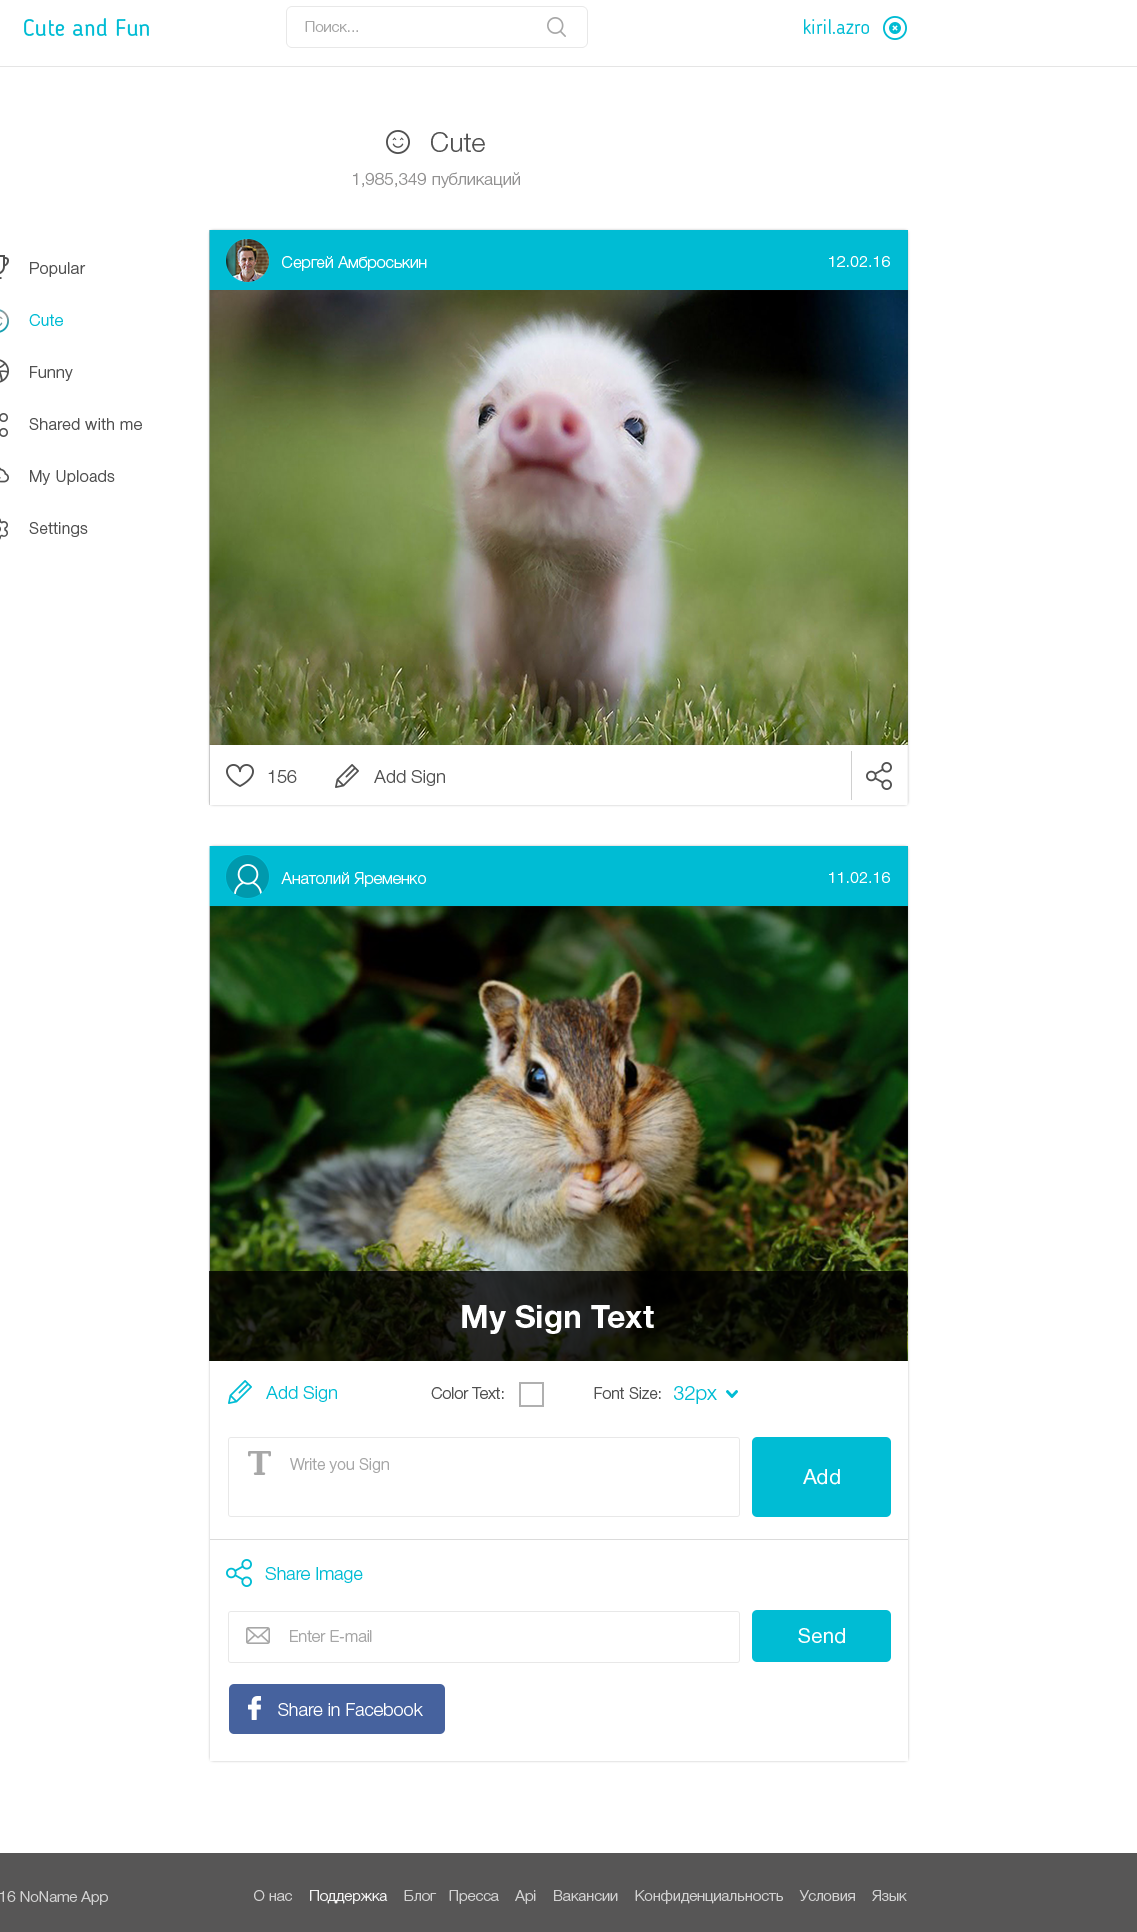 Cute and Fun
Поиск...
kiril.azro
Cute
1,985,349 публикаций
Popular
Cute
Funny
Shared with me
My Uploads
Settings
Сергей Амброськин
12.02.16
156
Add Sign
Анатолий Яременко
11.02.16
My Sign Text
Add Sign
Color Text:
Font Size: 32px
T
Write you Sign
Add
Share Image
Enter E-mail
Send
f Share in Facebook
16 NoName App
О нас Поддержка Блог Пресса Api Вакансии Конфиденциальность Условия Язык